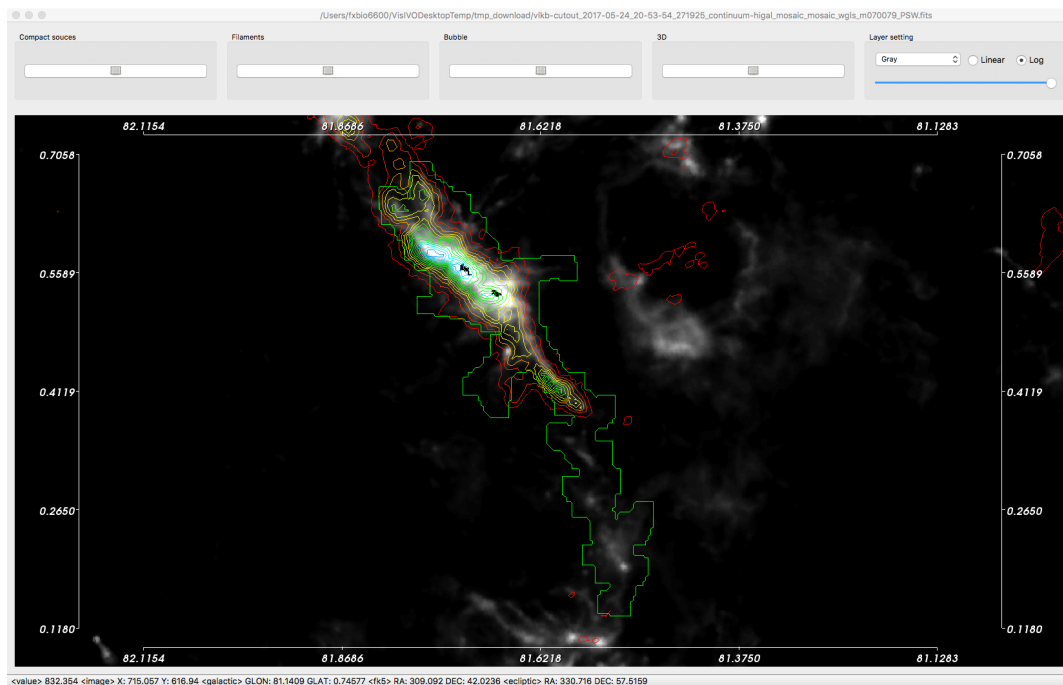 /Users/fxbio6600/VisIVODesktopTemp/tmp_download/vlkb-cutout_2017-05-24_20-53-54_271925_continuum-higal_mosaic_mosaic_wgls_m070079_PSW.fits
Compact souces
Filaments
Bubble
3D
Layer setting
Gray
Linear
Log
82.1154 81.8686 81.6218 81.3750 81.1283
0.7058 0.7058
0.5589 0.5589
0.4119 0.4119
0.2650 0.2650
0.1180 0.1180
82.1154 81.8686 81.6218 81.3750 81.1283
<value> 832.354 <image> X: 715.057 Y: 616.94 <galactic> GLON: 81.1409 GLAT: 0.74577 <fk5> RA: 309.092 DEC: 42.0236 <ecliptic> RA: 330.716 DEC: 57.5159